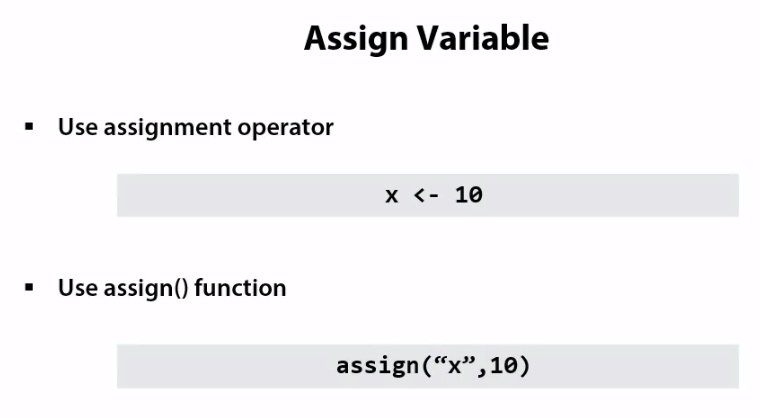 Assign Variable
▪ Use assignment operator
x <- 10
▪ Use assign() function
assign(“x”,10)